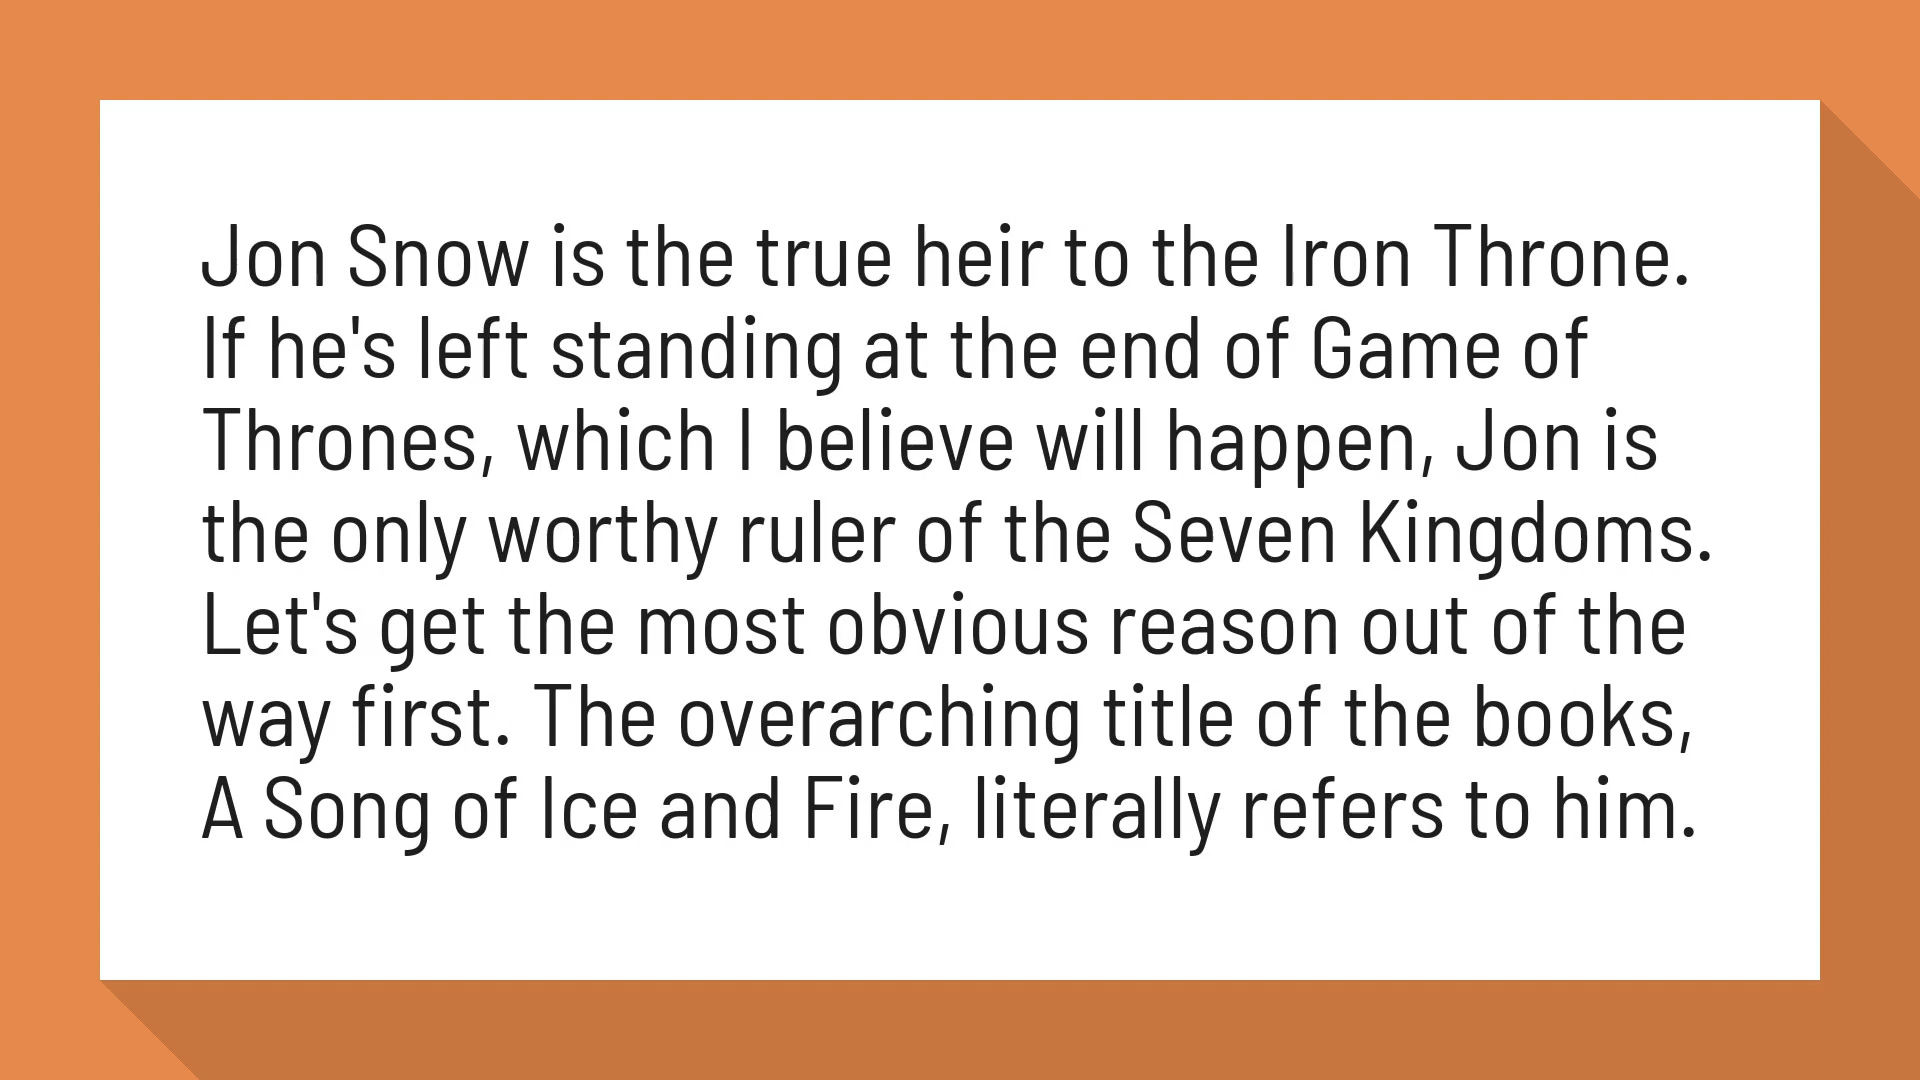 Jon Snow is the true heir to the Iron Throne.
If he's left standing at the end of Game of
Thrones, which I believe will happen, Jon is
the only worthy ruler of the Seven Kingdoms.
Let's get the most obvious reason out of the
way first. The overarching title of the books,
A Song of Ice and Fire, literally refers to him.